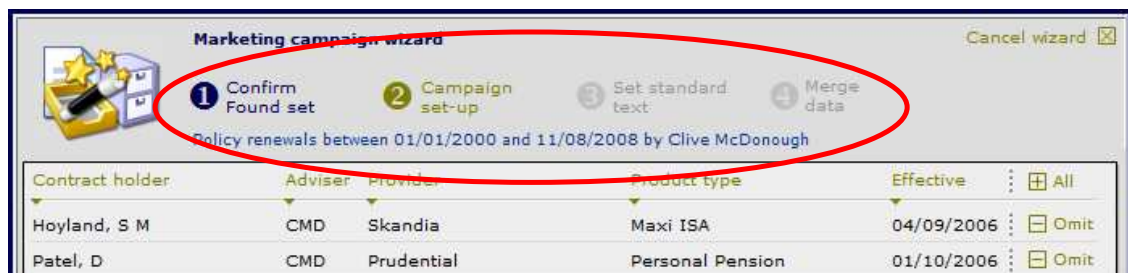 Marketing campaign wizard
Cancel wizard
1 Confirm Found set
2 Campaign set-up
3 Set standard text
4 Merge data
Policy renewals between 01/01/2000 and 11/08/2008 by Clive McDonough
Contract holder Adviser Provider Product type Effective All
Hoyland, S M CMD Skandia Maxi ISA 04/09/2006 Omit
Patel, D CMD Prudential Personal Pension 01/10/2006 Omit